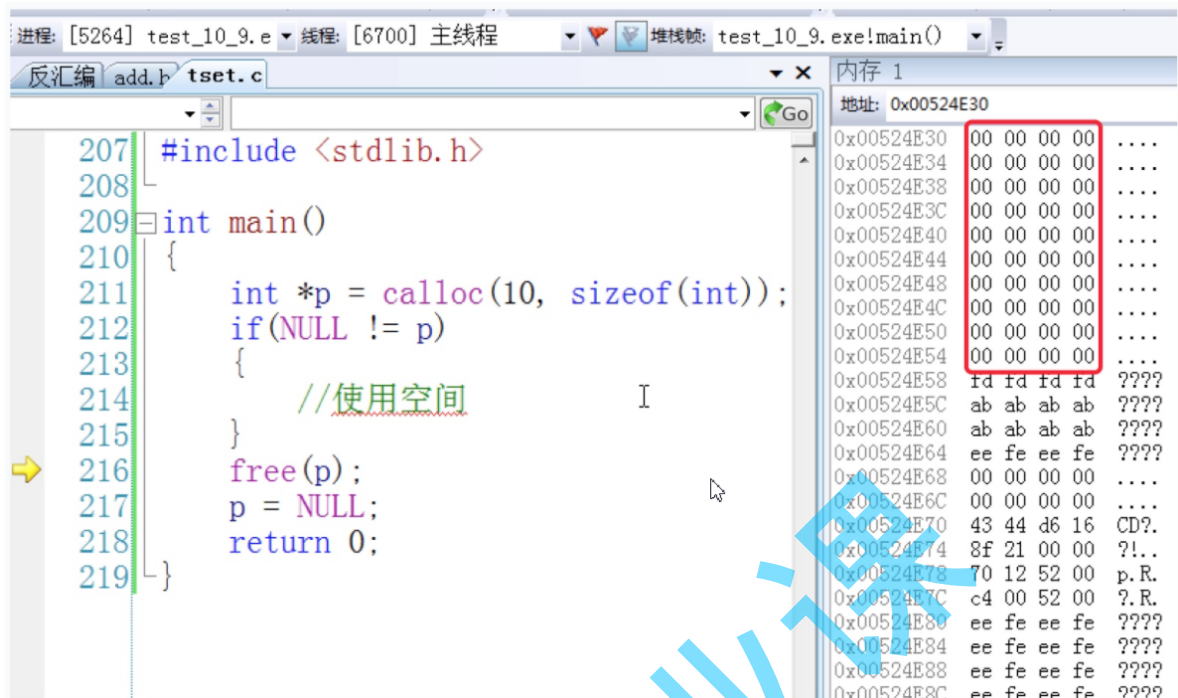 进程: [5264] test_10_9.e 线程: [6700] 主线程 堆栈帧: test_10_9.exe!main()
反汇编 add.h tset.c
Go
207 #include <stdlib.h>
208
209 int main()
210 {
211 int *p = calloc(10, sizeof(int));
212 if(NULL != p)
213 {
214 //使用空间
215 }
216 free(p);
217 p = NULL;
218 return 0;
219 }
内存 1
地址: 0x00524E30
0x00524E30 00 00 00 00 ....
0x00524E34 00 00 00 00 ....
0x00524E38 00 00 00 00 ....
0x00524E3C 00 00 00 00 ....
0x00524E40 00 00 00 00 ....
0x00524E44 00 00 00 00 ....
0x00524E48 00 00 00 00 ....
0x00524E4C 00 00 00 00 ....
0x00524E50 00 00 00 00 ....
0x00524E54 00 00 00 00 ....
0x00524E58 fd fd fd fd ????
0x00524E5C ab ab ab ab ????
0x00524E60 ab ab ab ab ????
0x00524E64 ee fe ee fe ????
0x00524E68 00 00 00 00 ....
0x00524E6C 00 00 00 00 ....
0x00524E70 43 44 d6 16 CD?.
0x00524E74 8f 21 00 00 ?!..
0x00524E78 70 12 52 00 p.R.
0x00524E7C c4 00 52 00 ?.R.
0x00524E80 ee fe ee fe ????
0x00524E84 ee fe ee fe ????
0x00524E88 ee fe ee fe ????
0x00524E8C ee fe ee fe ????
业课